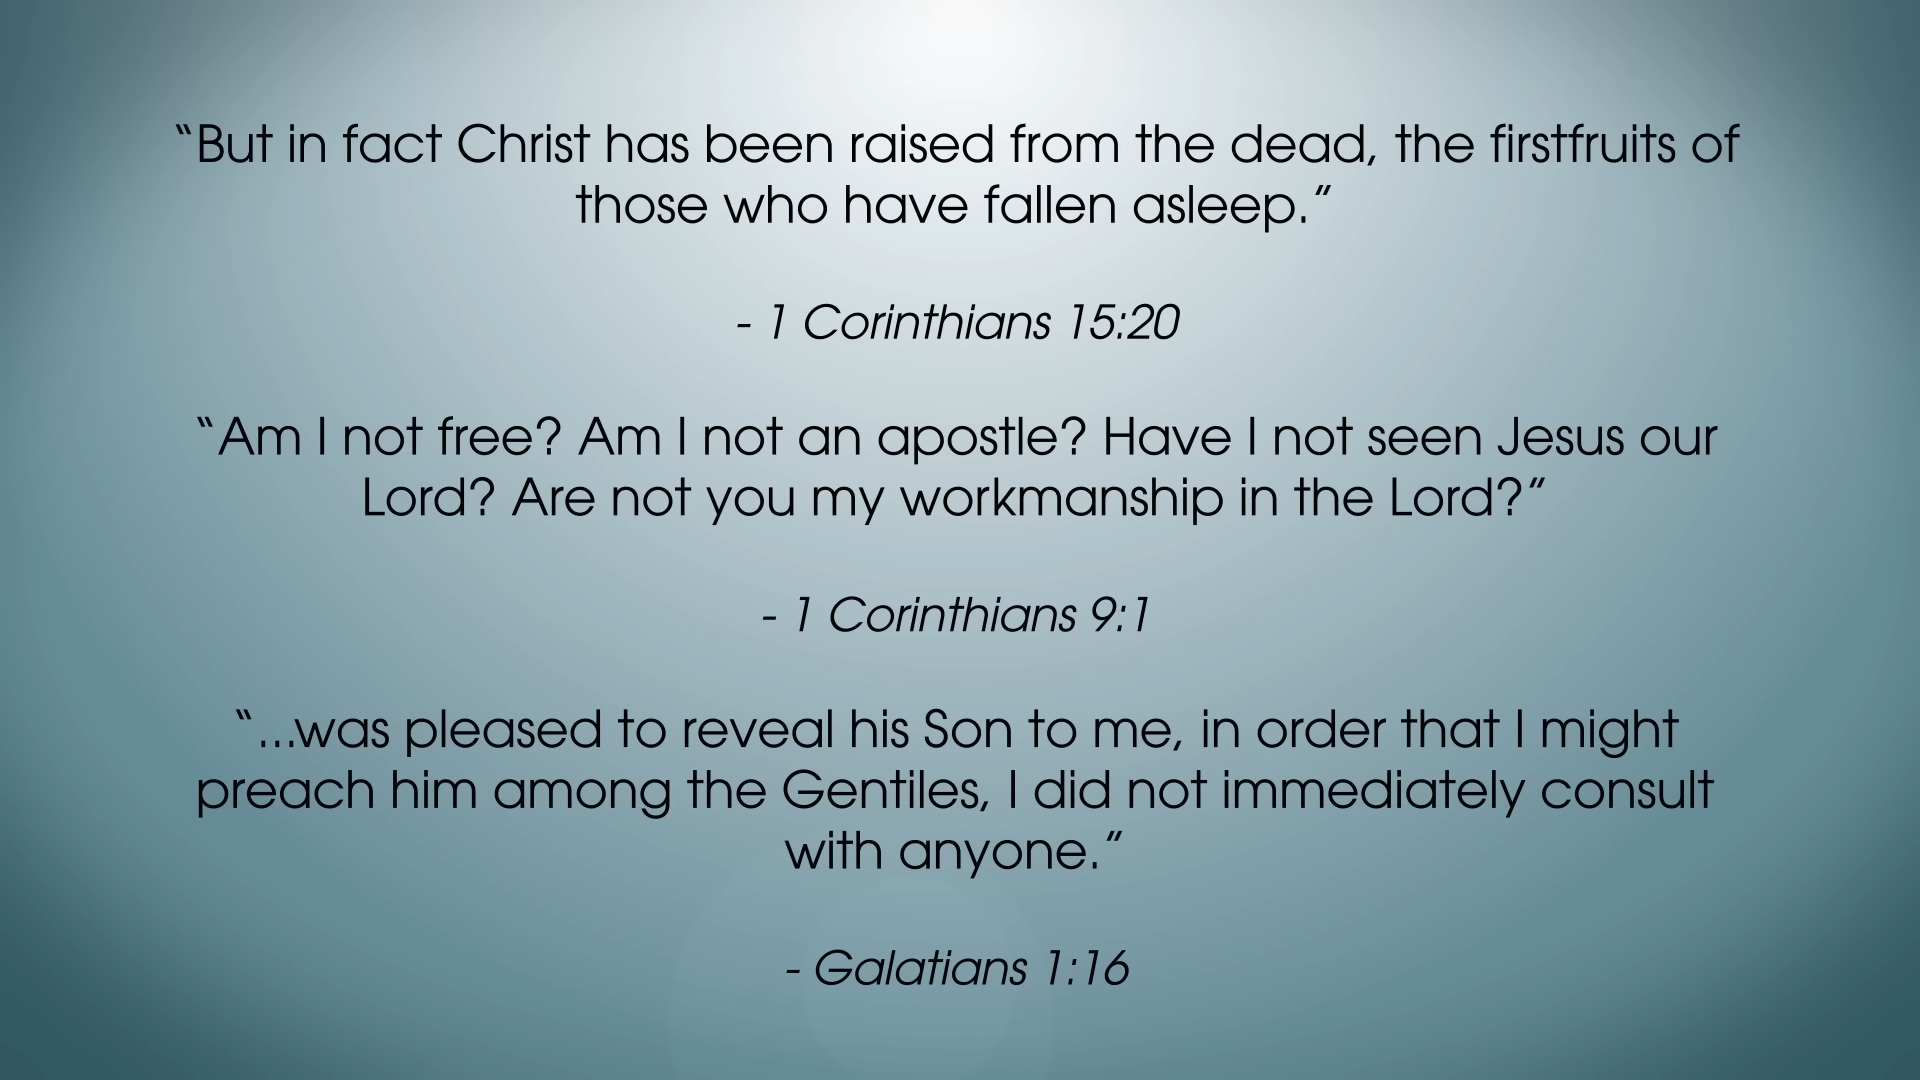 “But in fact Christ has been raised from the dead, the firstfruits of
those who have fallen asleep.”
- 1 Corinthians 15:20
“Am I not free? Am I not an apostle? Have I not seen Jesus our
Lord? Are not you my workmanship in the Lord?”
- 1 Corinthians 9:1
“...was pleased to reveal his Son to me, in order that I might
preach him among the Gentiles, I did not immediately consult
with anyone.”
- Galatians 1:16